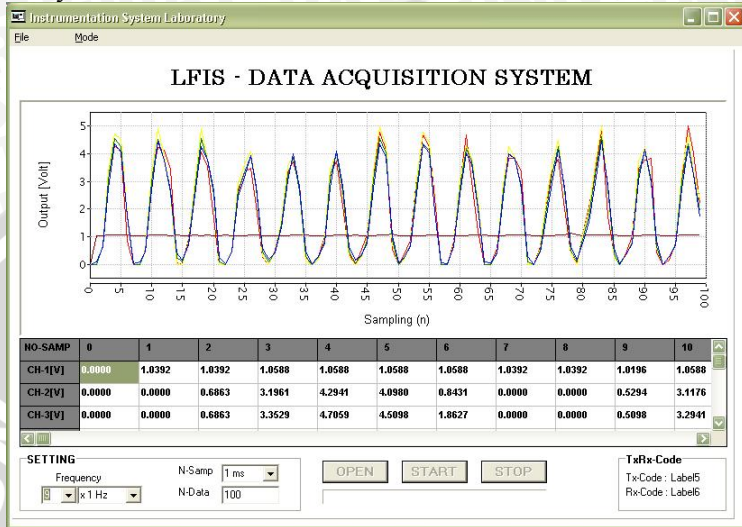 Instrumentation System Laboratory
File Mode
LFIS - DATA ACQUISITION SYSTEM
Output [Volt]
5
4
3
2
1
0
0 5 10 15 20 25 30 35 40 45 50 55 60 65 70 75 80 85 90 95 100
Sampling (n)
NO-SAMP 0 1 2 3 4 5 6 7 8 9 10
CH-1[V] 0.0000 1.0392 1.0392 1.0588 1.0588 1.0588 1.0588 1.0392 1.0392 1.0196 1.0588
CH-2[V] 0.0000 0.0000 0.6863 3.1961 4.2941 4.0980 0.8431 0.0000 0.0000 0.5294 3.1176
CH-3[V] 0.0000 0.0000 0.6863 3.3529 4.7059 4.5098 1.8627 0.0000 0.0000 0.5098 3.2941
SETTING
Frequency
x 1 Hz
N-Samp 1 ms
N-Data 100
OPEN START STOP
TxRx-Code
Tx-Code : Label5
Rx-Code : Label6